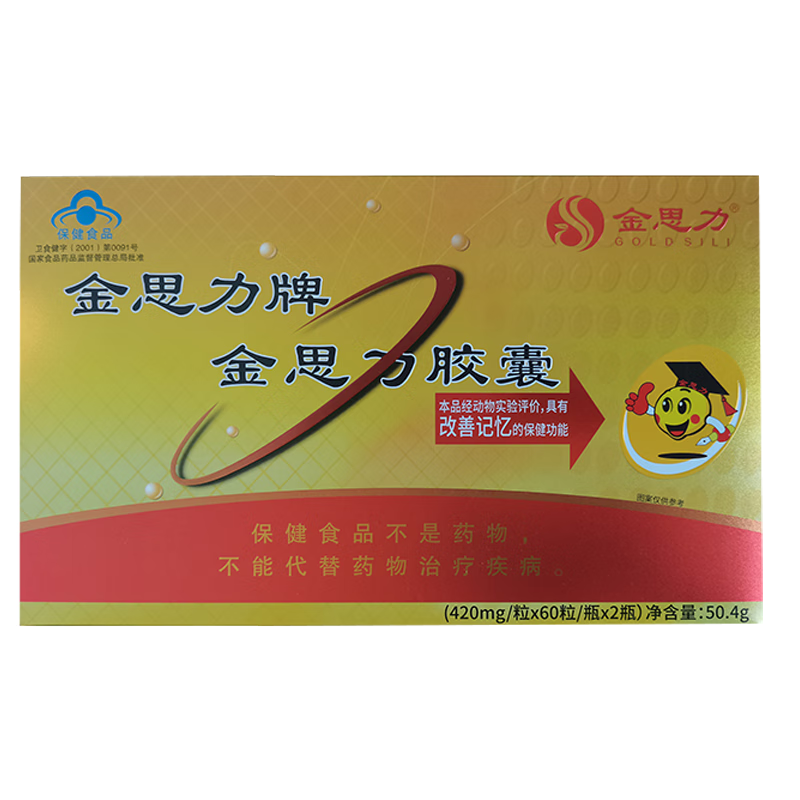 保健食品
卫食健字（2001）第0091号
国家食品药品监督管理总局批准
金思力®
GOLDSILI
金思力牌
金思力胶囊
本品经动物实验评价，具有
改善记忆的保健功能
金思力
图案仅供参考
保健食品不是药物，
不能代替药物治疗疾病。
(420mg/粒x60粒/瓶x2瓶）净含量：50.4g